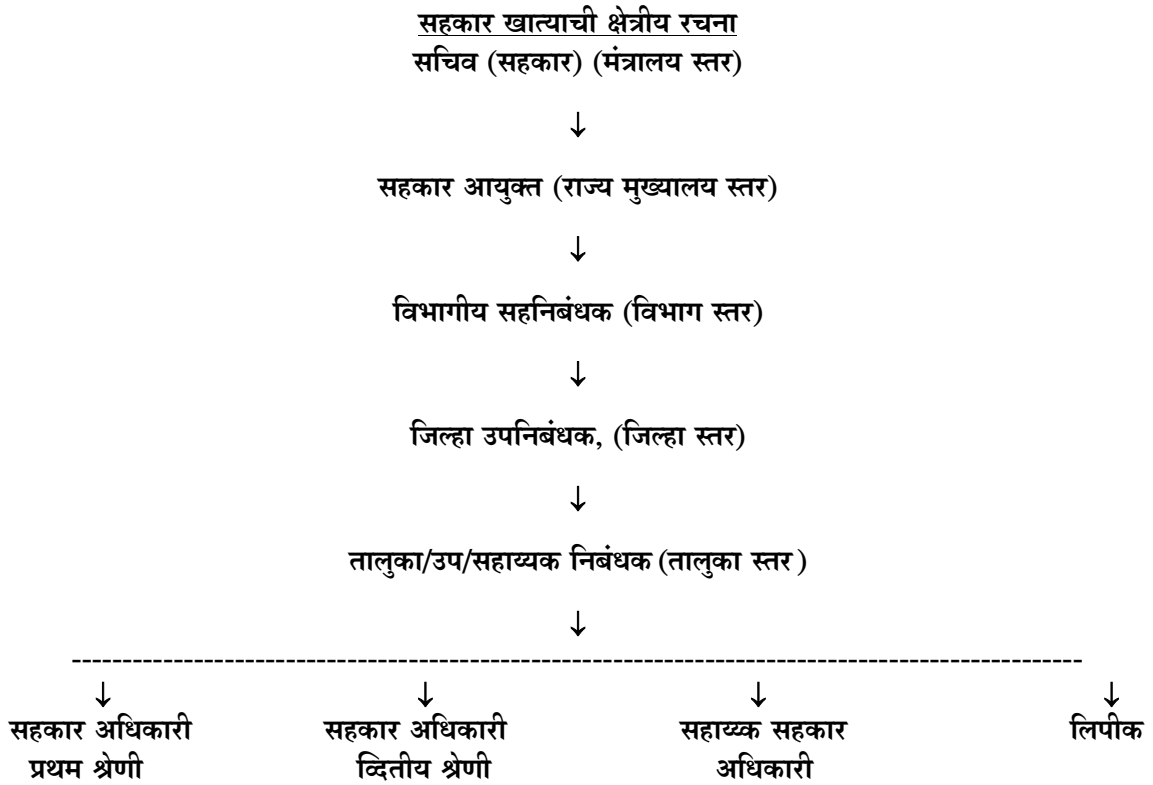 सहकार खात्याची क्षेत्रीय रचना
सचिव (सहकार) (मंत्रालय स्तर)
↓
सहकार आयुक्त (राज्य मुख्यालय स्तर)
↓
विभागीय सहनिबंधक (विभाग स्तर)
↓
जिल्हा उपनिबंधक, (जिल्हा स्तर)
↓
तालुका/उप/सहाय्यक निबंधक (तालुका स्तर )
↓
----------------------------------------------------------------------------------------------------
↓ ↓ ↓ ↓
सहकार अधिकारी सहकार अधिकारी सहाय्य्क सहकार लिपीक
प्रथम श्रेणी व्दितीय श्रेणी अधिकारी